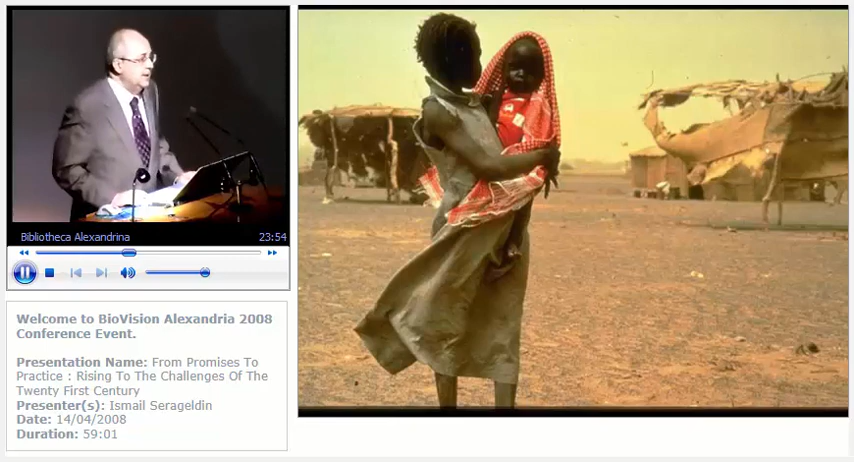 Bibliotheca Alexandrina 23:54
Welcome to BioVision Alexandria 2008
Conference Event.
Presentation Name: From Promises To
Practice : Rising To The Challenges Of The
Twenty First Century
Presenter(s): Ismail Serageldin
Date: 14/04/2008
Duration: 59:01